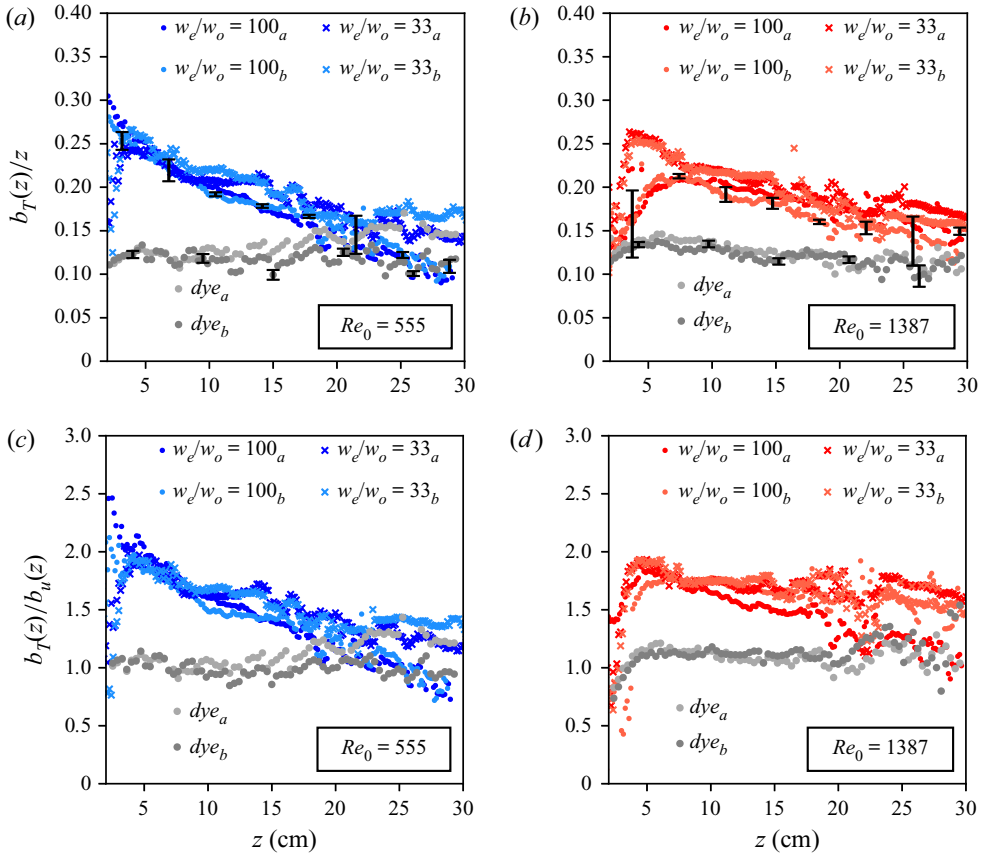 (a)
0.40
0.35
0.30
0.25
0.20
0.15
0.10
0.05
0
b_T(z)/z
w_e/w_o = 100_a
w_e/w_o = 33_a
w_e/w_o = 100_b
w_e/w_o = 33_b
dye_a
dye_b
Re_0 = 555
5 10 15 20 25 30
(b)
0.40
0.35
0.30
0.25
0.20
0.15
0.10
0.05
0
w_e/w_o = 100_a
w_e/w_o = 33_a
w_e/w_o = 100_b
w_e/w_o = 33_b
dye_a
dye_b
Re_0 = 1387
5 10 15 20 25 30
(c)
3.0
2.5
2.0
1.5
1.0
0.5
0
b_T(z)/b_u(z)
w_e/w_o = 100_a
w_e/w_o = 33_a
w_e/w_o = 100_b
w_e/w_o = 33_b
dye_a
dye_b
Re_0 = 555
5 10 15 20 25 30
z (cm)
(d)
3.0
2.5
2.0
1.5
1.0
0.5
0
w_e/w_o = 100_a
w_e/w_o = 33_a
w_e/w_o = 100_b
w_e/w_o = 33_b
dye_a
dye_b
Re_0 = 1387
5 10 15 20 25 30
z (cm)